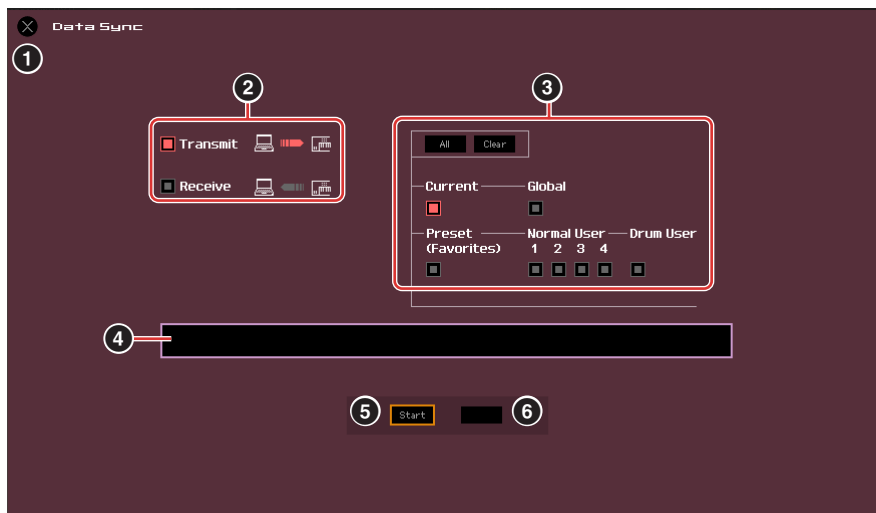 Data Sync
1
2
3
Transmit
Receive
All Clear
Current Global
Preset Normal User Drum User
(Favorites) 1 2 3 4
4
5 Start 6